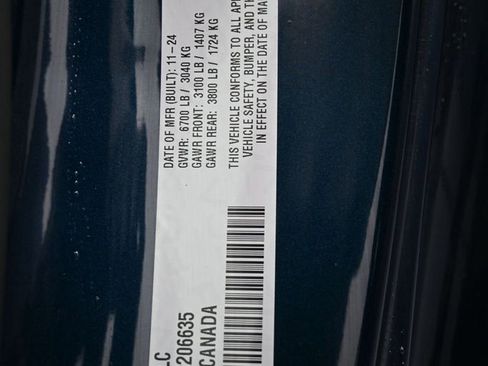 DATE OF MFR (BUILT): 11-24
GVWR: 6700 LB / 3040 KG
GAWR FRONT: 3100 LB / 1407 KG
GAWR REAR: 3800 LB / 1724 KG
THIS VEHICLE CONFORMS TO ALL
VEHICLE SAFETY, BUMPER, AND
IN EFFECT ON THE DATE OF
LC
206635
CANADA